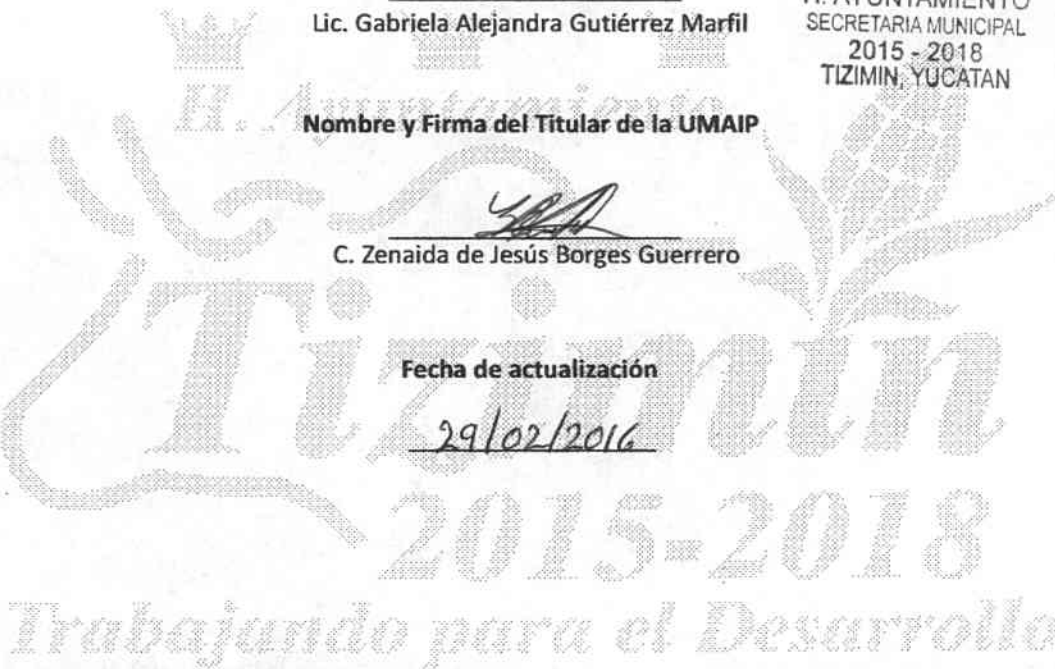 Lic. Gabriela Alejandra Gutiérrez Marfil
H. AYUNTAMIENTO
SECRETARIA MUNICIPAL
2015 - 2018
TIZIMIN, YUCATAN
H. Ayuntamiento
Nombre y Firma del Titular de la UMAIP
C. Zenaida de Jesús Borges Guerrero
Tizimín
Fecha de actualización
29/02/2016
2015-2018
Trabajando para el Desarrollo